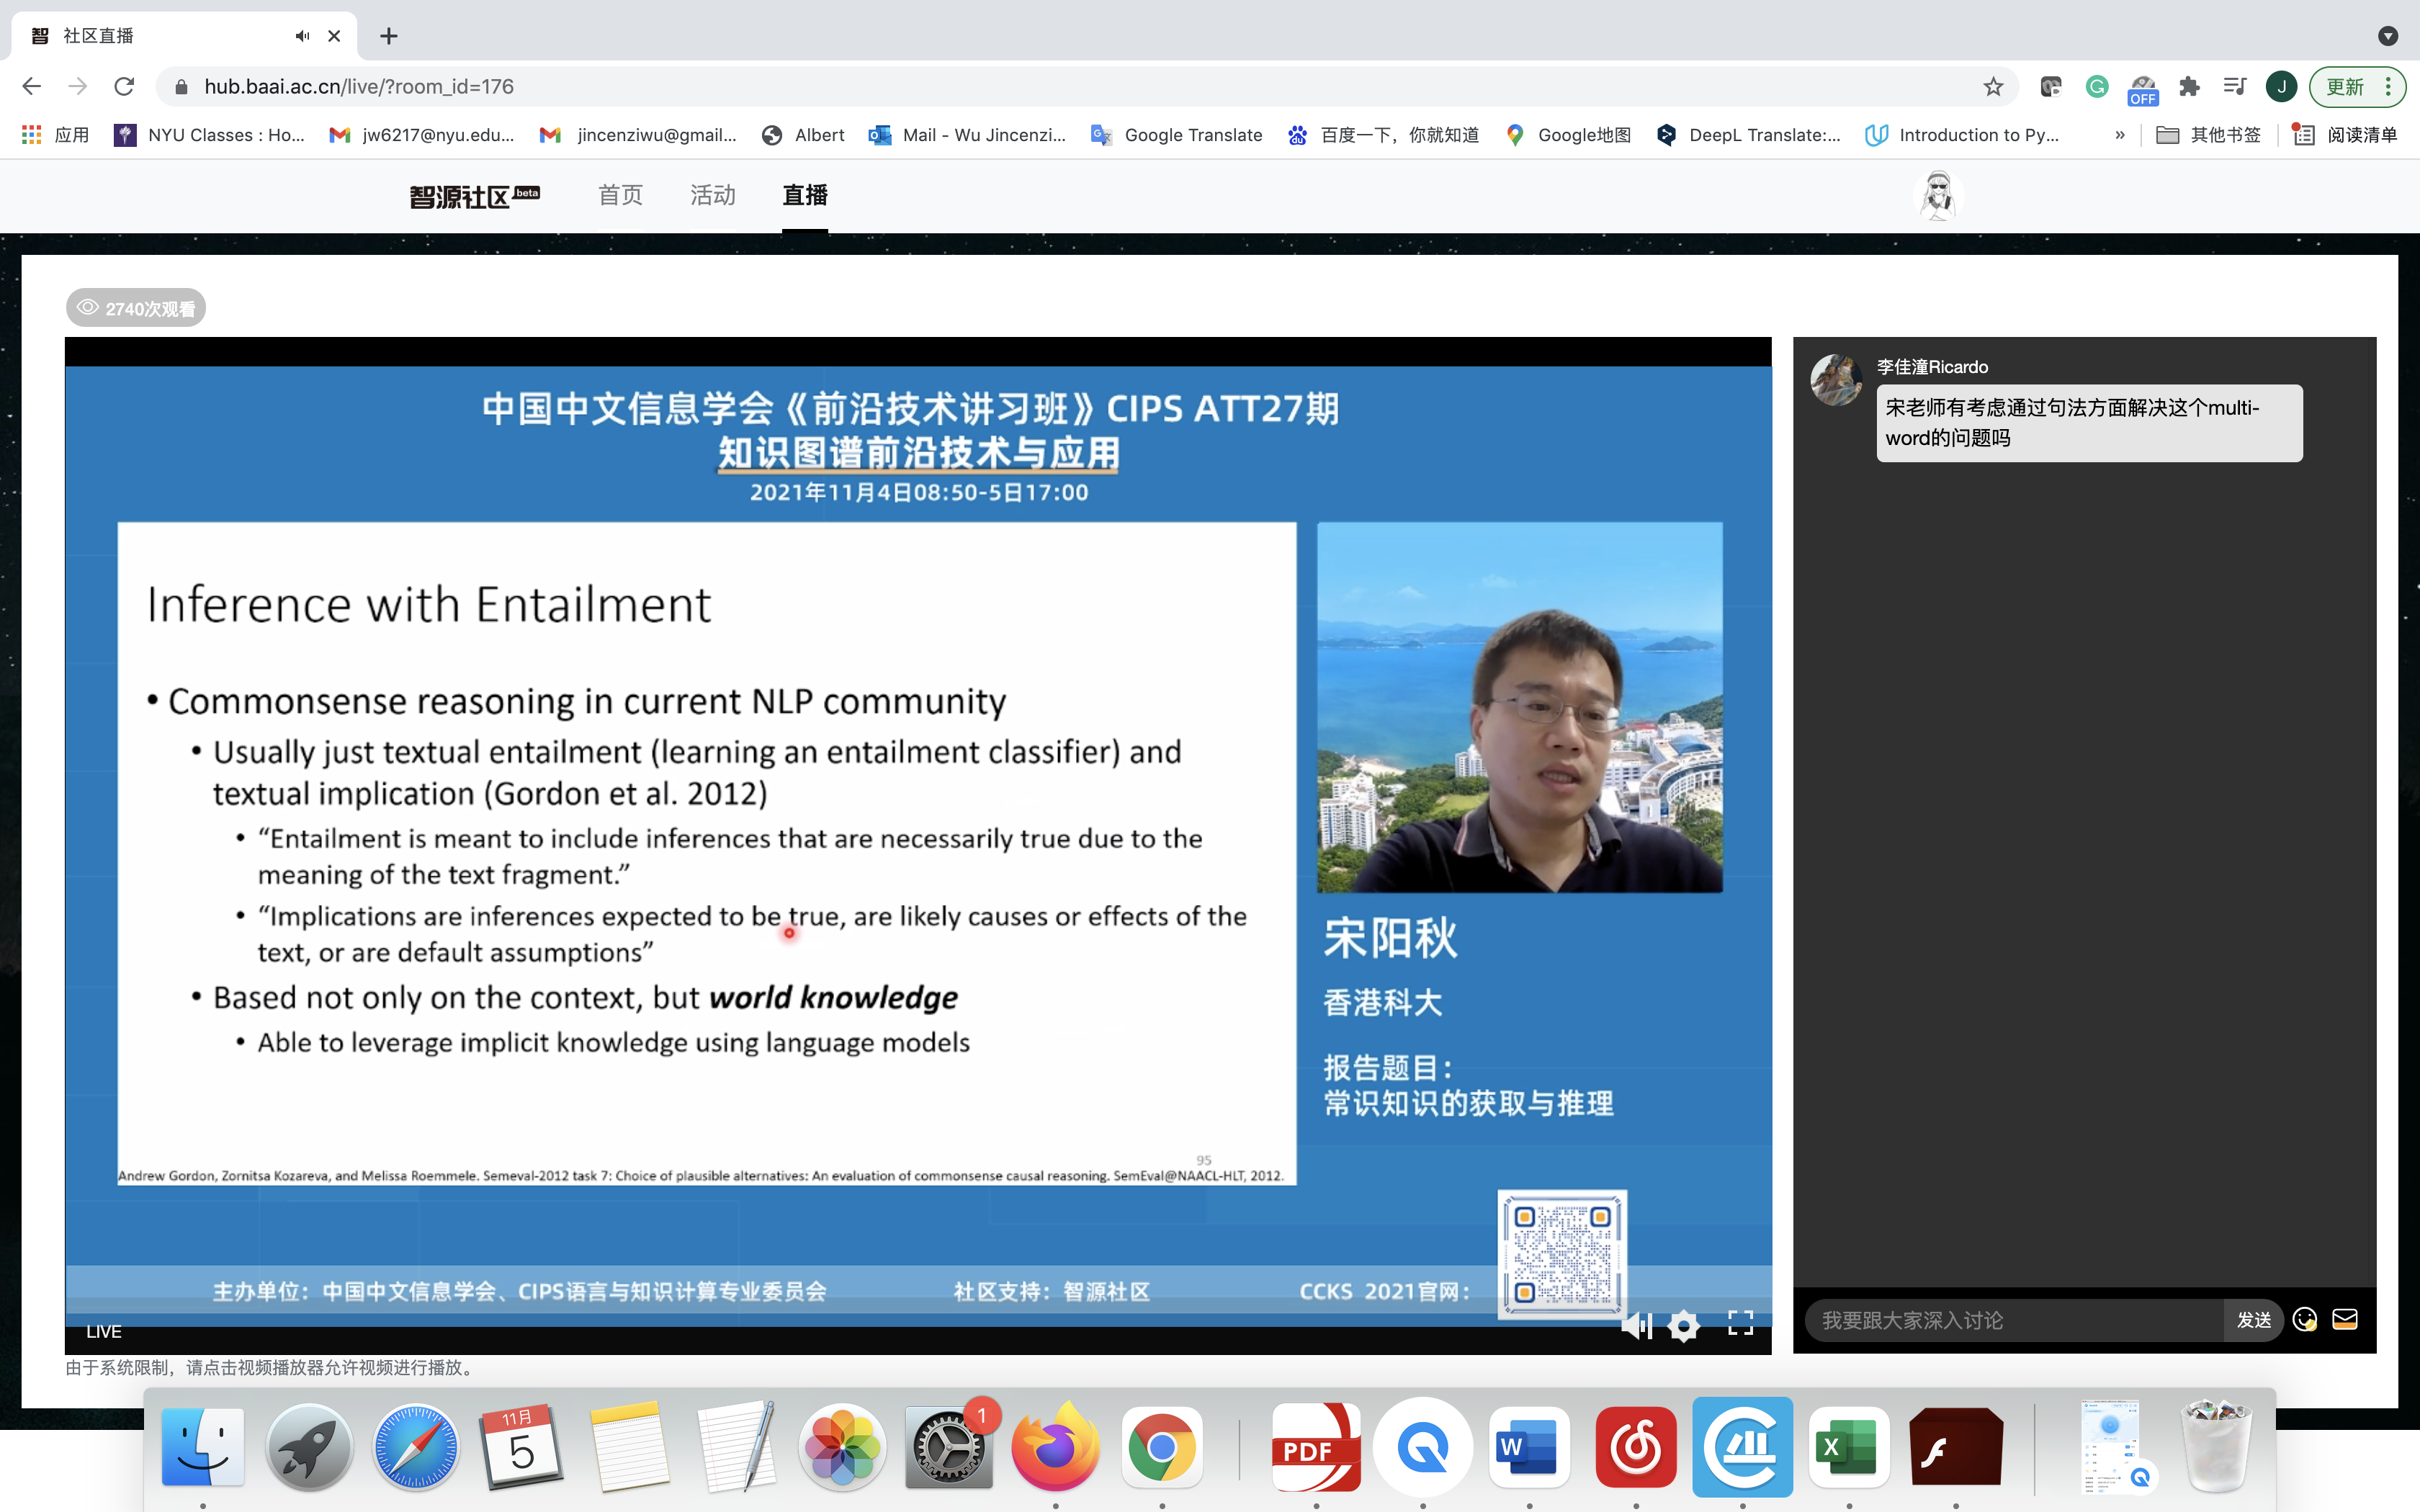 社区直播
hub.baai.ac.cn/live/?room_id=176
J
更新
OFF
应用
NYU Classes : Ho...
jw6217@nyu.edu...
jincenziwu@gmail...
Albert
Mail - Wu Jincenzi...
Google Translate
百度一下，你就知道
Google地图
DeepL Translate:...
Introduction to Py...
»
其他书签
阅读清单
智源社区 beta
首页
活动
直播
2740次观看
中国中文信息学会《前沿技术讲习班》CIPS ATT27期
知识图谱前沿技术与应用
2021年11月4日08:50-5日17:00
Inference with Entailment
• Commonsense reasoning in current NLP community
• Usually just textual entailment (learning an entailment classifier) and
textual implication (Gordon et al. 2012)
• “Entailment is meant to include inferences that are necessarily true due to the
meaning of the text fragment.”
• “Implications are inferences expected to be true, are likely causes or effects of the
text, or are default assumptions”
• Based not only on the context, but world knowledge
• Able to leverage implicit knowledge using language models
95
Andrew Gordon, Zornitsa Kozareva, and Melissa Roemmele. Semeval-2012 task 7: Choice of plausible alternatives: An evaluation of commonsense causal reasoning. SemEval@NAACL-HLT, 2012.
宋阳秋
香港科大
报告题目：
常识知识的获取与推理
主办单位：中国中文信息学会、CIPS语言与知识计算专业委员会
社区支持：智源社区
CCKS 2021官网：
LIVE
由于系统限制，请点击视频播放器允许视频进行播放。
李佳潼Ricardo
宋老师有考虑通过句法方面解决这个multi-
word的问题吗
我要跟大家深入讨论
发送
11月
5
1
PDF
W
X